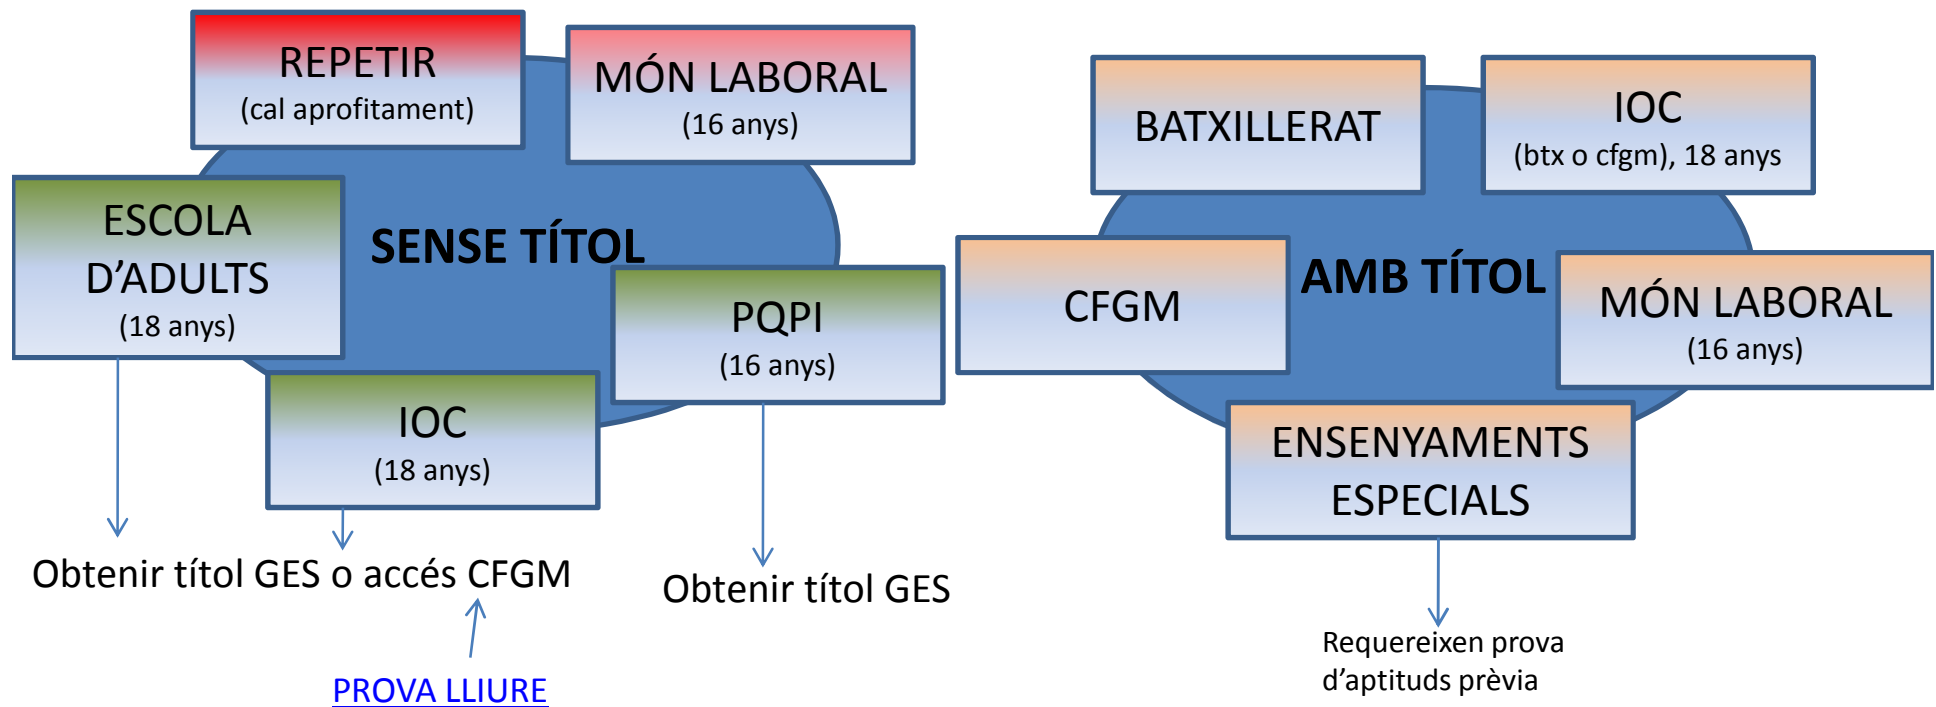 REPETIR
(cal aprofitament)
MÓN LABORAL
(16 anys)
ESCOLA
D’ADULTS
(18 anys)
SENSE TÍTOL
PQPI
(16 anys)
IOC
(18 anys)
Obtenir títol GES o accés CFGM
Obtenir títol GES
PROVA LLIURE
BATXILLERAT
IOC
(btx o cfgm), 18 anys
CFGM
AMB TÍTOL
MÓN LABORAL
(16 anys)
ENSENYAMENTS
ESPECIALS
Requereixen prova
d’aptituds prèvia